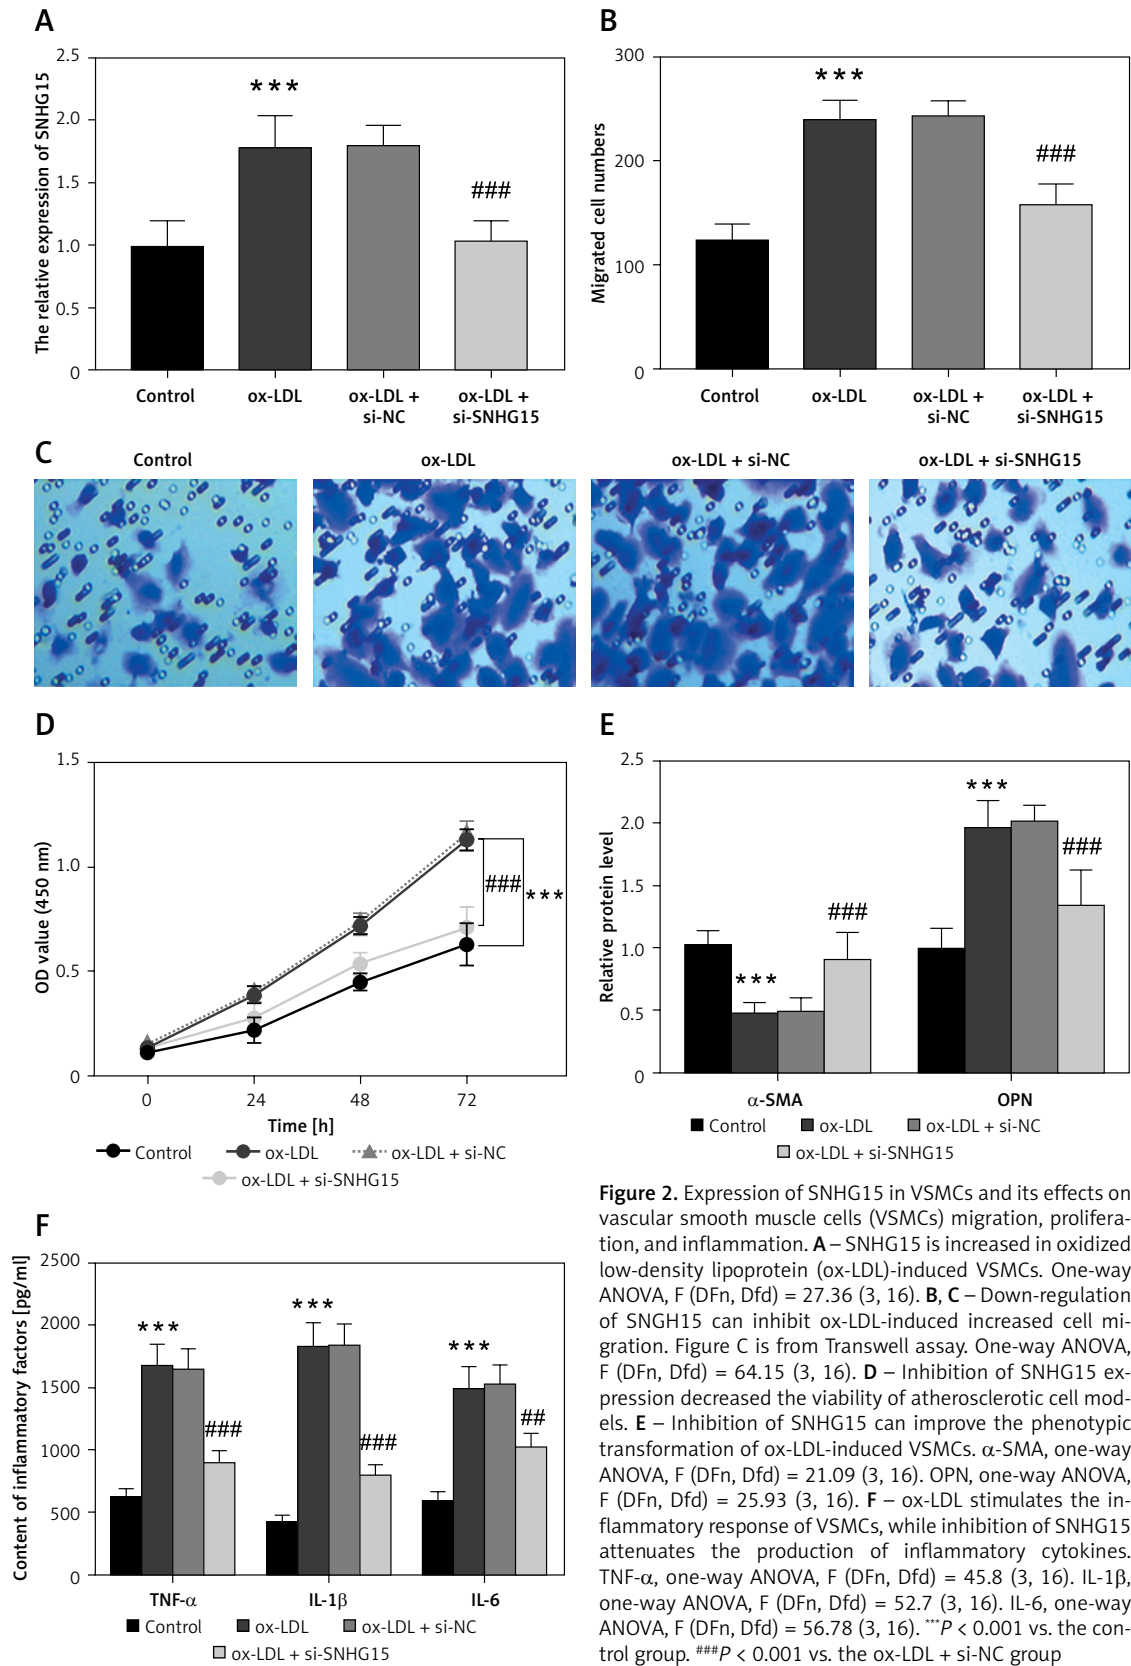 A
The relative expression of SNHG15
2.5
2.0
1.5
1.0
0.5
0
***
###
Control
ox-LDL
ox-LDL +
si-NC
ox-LDL +
si-SNHG15
B
Migrated cell numbers
300
200
100
0
***
###
Control
ox-LDL
ox-LDL +
si-NC
ox-LDL +
si-SNHG15
C
Control
ox-LDL
ox-LDL + si-NC
ox-LDL + si-SNHG15
D
OD value (450 nm)
1.5
1.0
0.5
0
###
***
0
24
48
72
Time [h]
Control
ox-LDL
ox-LDL + si-NC
ox-LDL + si-SNHG15
E
Relative protein level
2.5
2.0
1.5
1.0
0.5
0
***
###
***
###
α-SMA
OPN
Control
ox-LDL
ox-LDL + si-NC
ox-LDL + si-SNHG15
F
Content of inflammatory factors [pg/ml]
2500
2000
1500
1000
500
0
***
###
***
###
***
##
TNF-α
IL-1β
IL-6
Control
ox-LDL
ox-LDL + si-NC
ox-LDL + si-SNHG15
Figure 2. Expression of SNHG15 in VSMCs and its effects on
vascular smooth muscle cells (VSMCs) migration, prolifera-
tion, and inflammation. A – SNHG15 is increased in oxidized
low-density lipoprotein (ox-LDL)-induced VSMCs. One-way
ANOVA, F (DFn, Dfd) = 27.36 (3, 16). B, C – Down-regulation
of SNGH15 can inhibit ox-LDL-induced increased cell mi-
gration. Figure C is from Transwell assay. One-way ANOVA,
F (DFn, Dfd) = 64.15 (3, 16). D – Inhibition of SNHG15 ex-
pression decreased the viability of atherosclerotic cell mod-
els. E – Inhibition of SNHG15 can improve the phenotypic
transformation of ox-LDL-induced VSMCs. α-SMA, one-way
ANOVA, F (DFn, Dfd) = 21.09 (3, 16). OPN, one-way ANOVA,
F (DFn, Dfd) = 25.93 (3, 16). F – ox-LDL stimulates the in-
flammatory response of VSMCs, while inhibition of SNHG15
attenuates the production of inflammatory cytokines.
TNF-α, one-way ANOVA, F (DFn, Dfd) = 45.8 (3, 16). IL-1β,
one-way ANOVA, F (DFn, Dfd) = 52.7 (3, 16). IL-6, one-way
ANOVA, F (DFn, Dfd) = 56.78 (3, 16). ***P < 0.001 vs. the con-
trol group. ###P < 0.001 vs. the ox-LDL + si-NC group